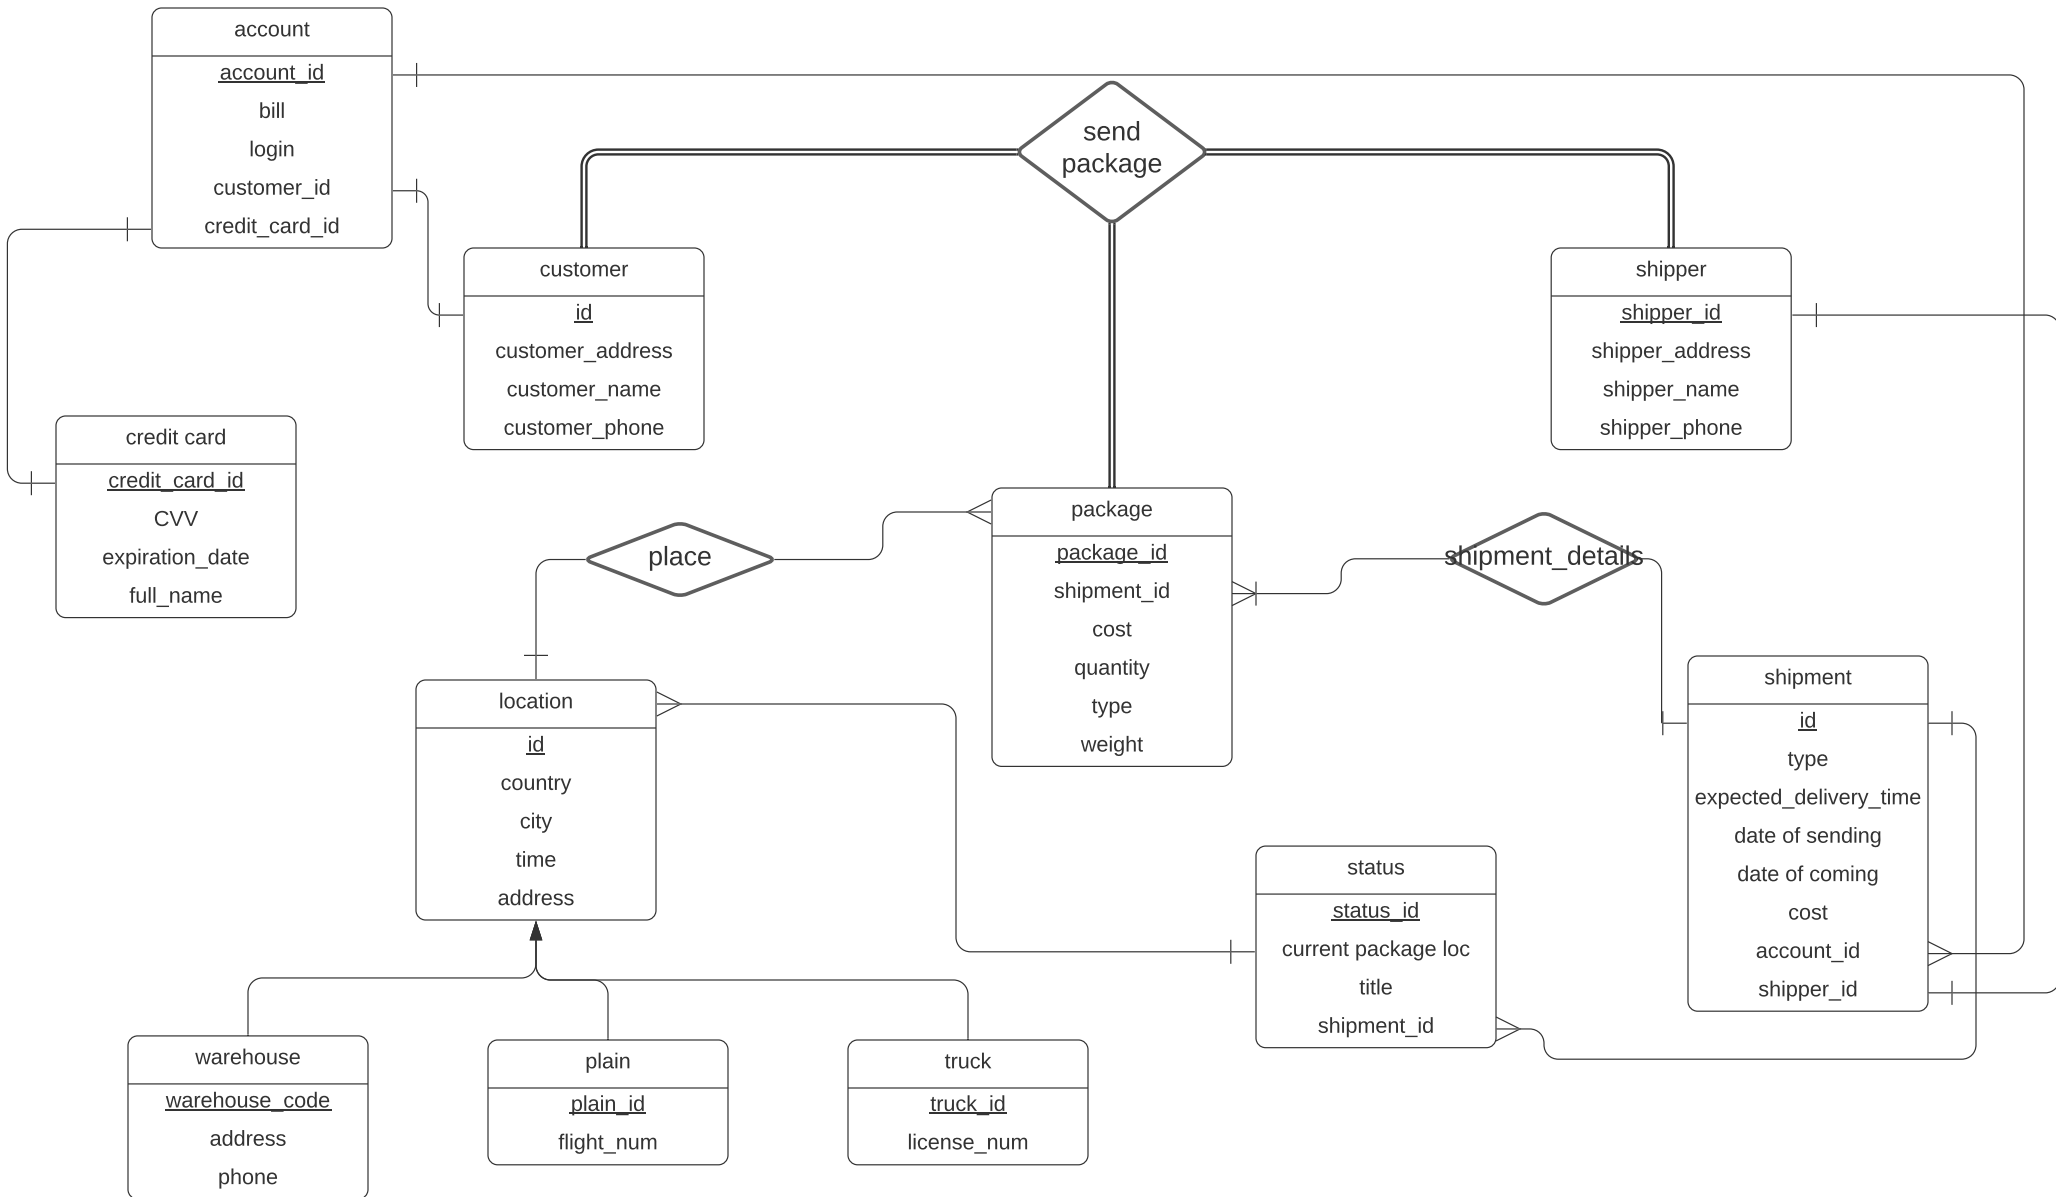 account
account_id
bill
login
customer_id
credit_card_id
send
package
customer
id
customer_address
customer_name
customer_phone
shipper
shipper_id
shipper_address
shipper_name
shipper_phone
credit card
credit_card_id
CVV
expiration_date
full_name
place
package
package_id
shipment_id
cost
quantity
type
weight
shipment_details
location
id
country
city
time
address
shipment
id
type
expected_delivery_time
date of sending
date of coming
cost
account_id
shipper_id
status
status_id
current package loc
title
shipment_id
warehouse
warehouse_code
address
phone
plain
plain_id
flight_num
truck
truck_id
license_num